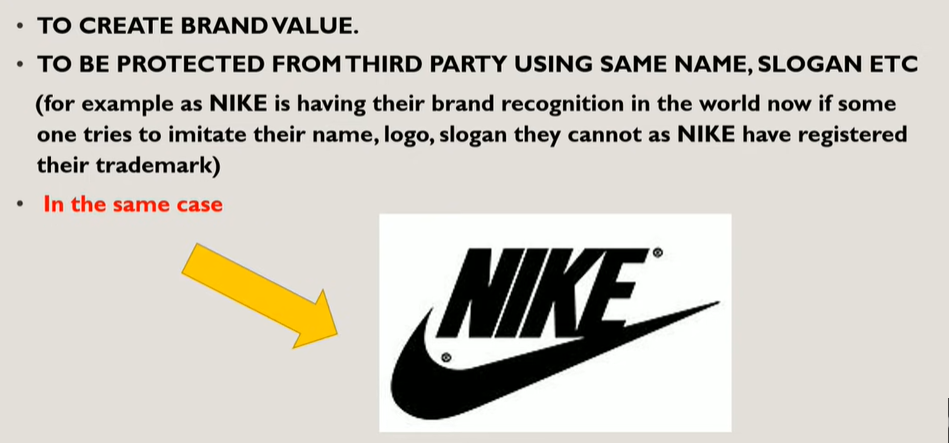 • TO CREATE BRAND VALUE.
• TO BE PROTECTED FROM THIRD PARTY USING SAME NAME, SLOGAN ETC
(for example as NIKE is having their brand recognition in the world now if some
one tries to imitate their name, logo, slogan they cannot as NIKE have registered
their trademark)
• In the same case
NIKE®
®